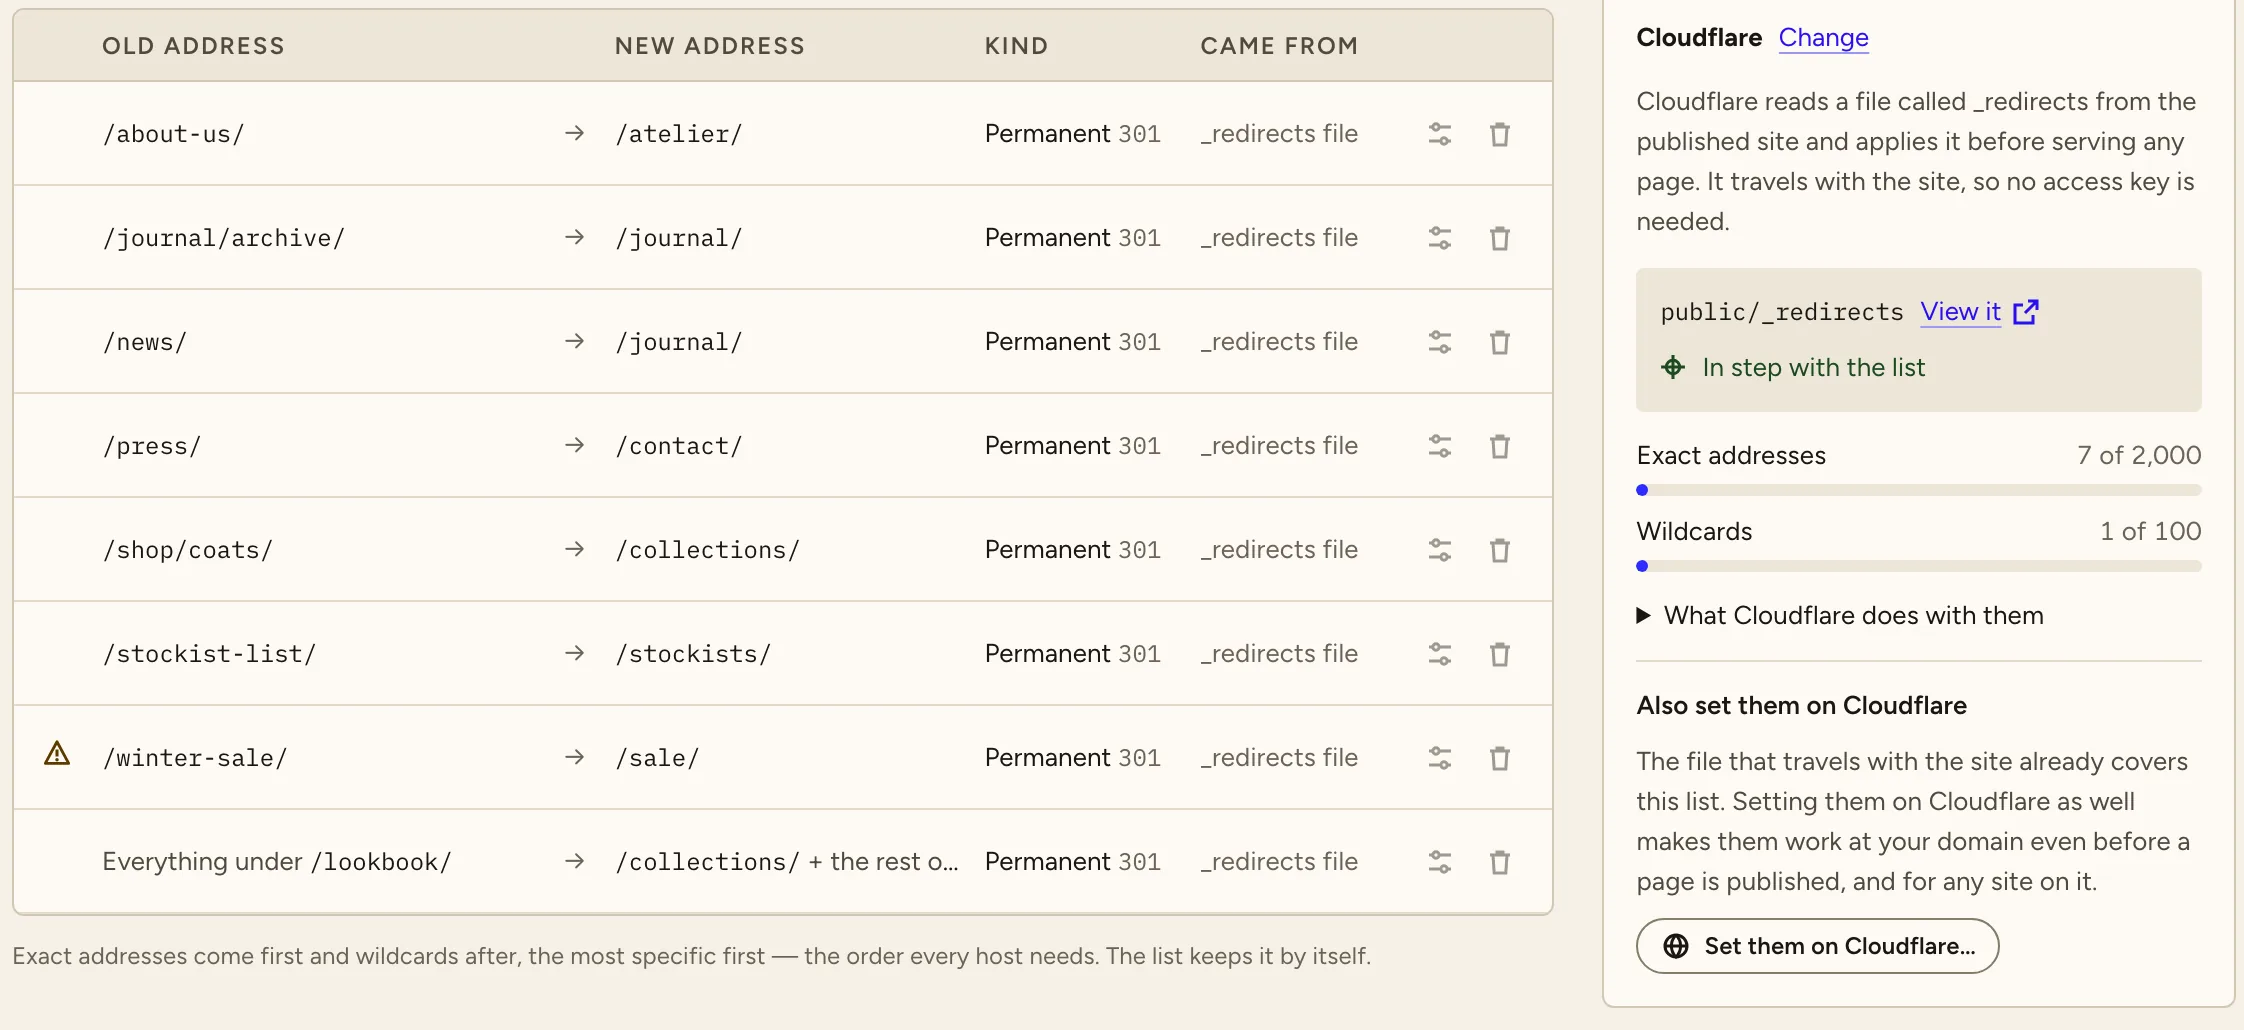 OLD ADDRESS NEW ADDRESS KIND CAME FROM
/about-us/ → /atelier/ Permanent 301 _redirects file
/journal/archive/ → /journal/ Permanent 301 _redirects file
/news/ → /journal/ Permanent 301 _redirects file
/press/ → /contact/ Permanent 301 _redirects file
/shop/coats/ → /collections/ Permanent 301 _redirects file
/stockist-list/ → /stockists/ Permanent 301 _redirects file
/winter-sale/ → /sale/ Permanent 301 _redirects file
Everything under /lookbook/ → /collections/ + the rest o… Permanent 301 _redirects file
Exact addresses come first and wildcards after, the most specific first — the order every host needs. The list keeps it by itself.
Cloudflare Change
Cloudflare reads a file called _redirects from the
published site and applies it before serving any
page. It travels with the site, so no access key is
needed.
public/_redirects View it
In step with the list
Exact addresses 7 of 2,000
Wildcards 1 of 100
What Cloudflare does with them
Also set them on Cloudflare
The file that travels with the site already covers
this list. Setting them on Cloudflare as well
makes them work at your domain even before a
page is published, and for any site on it.
Set them on Cloudflare…